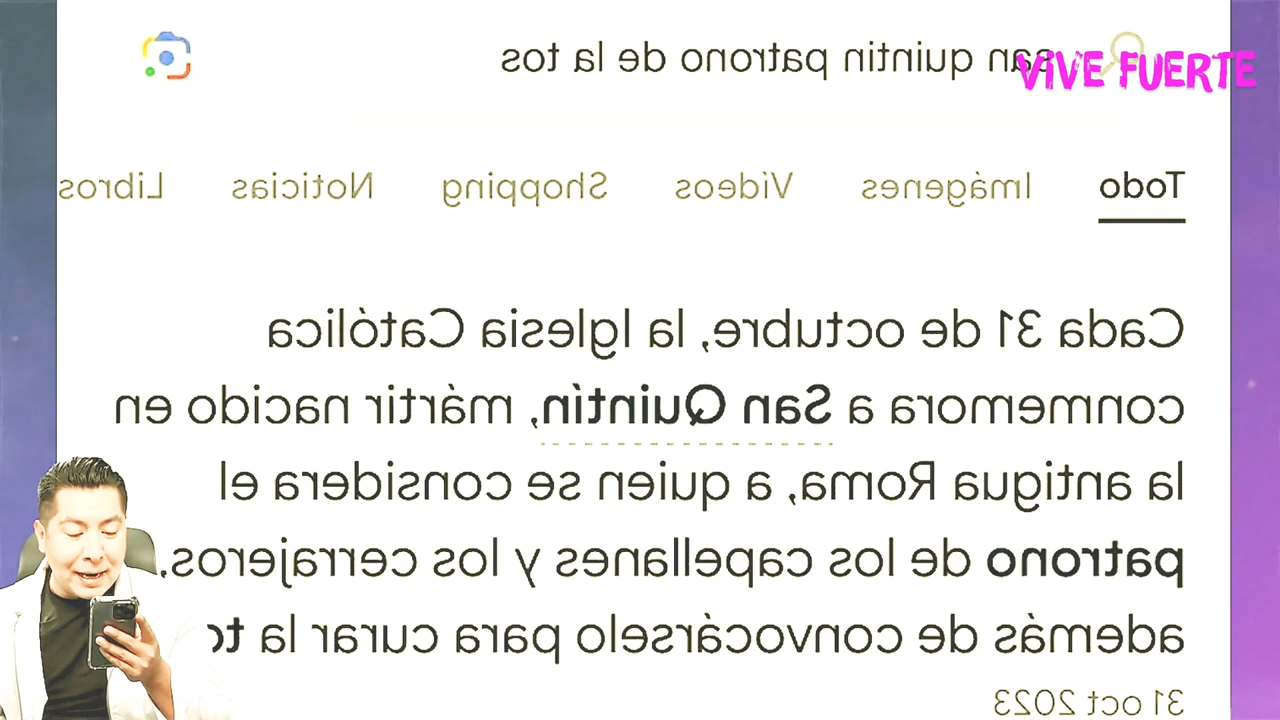 san quintin patrono de la tos
VIVE FUERTE
Todo Imágenes Vídeos Shopping Noticias Libros
Cada 31 de octubre, la Iglesia Católica
conmemora a San Quintín, mártir nacido en
la antigua Roma, a quien se considera el
patrono de los capellanes y los cerrajeros,
además de convocárselo para curar la to
31 oct 2023